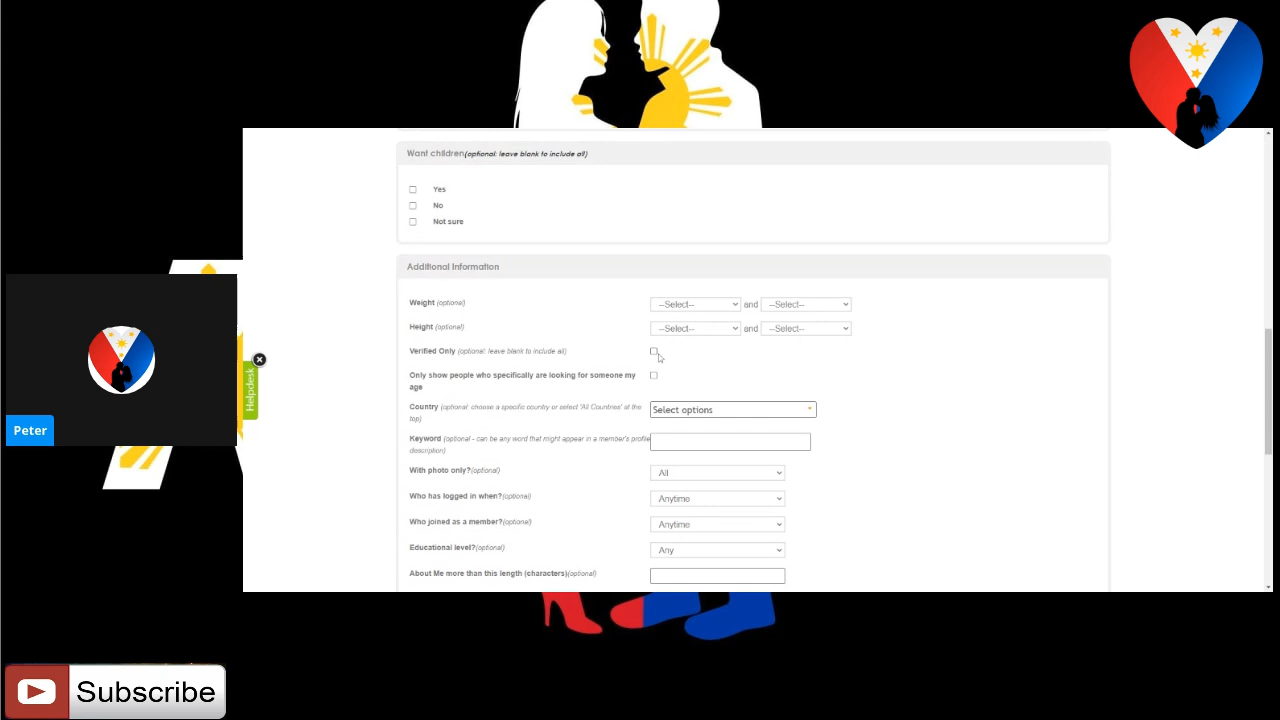 Want children(optional: leave blank to include all)
Yes
No
Not sure
Additional Information
Weight (optional) --Select-- and --Select--
Height (optional) --Select-- and --Select--
Verified Only (optional: leave blank to include all)
Only show people who specifically are looking for someone my
age
Country (optional: choose a specific country or select 'All Countries' at the
top)
Select options
Keyword (optional - can be any word that might appear in a member's profile
description)
With photo only?(optional) All
Who has logged in when?(optional) Anytime
Who joined as a member?(optional) Anytime
Educational level?(optional) Any
About Me more than this length (characters)(optional)
Helpdesk
Peter
Subscribe